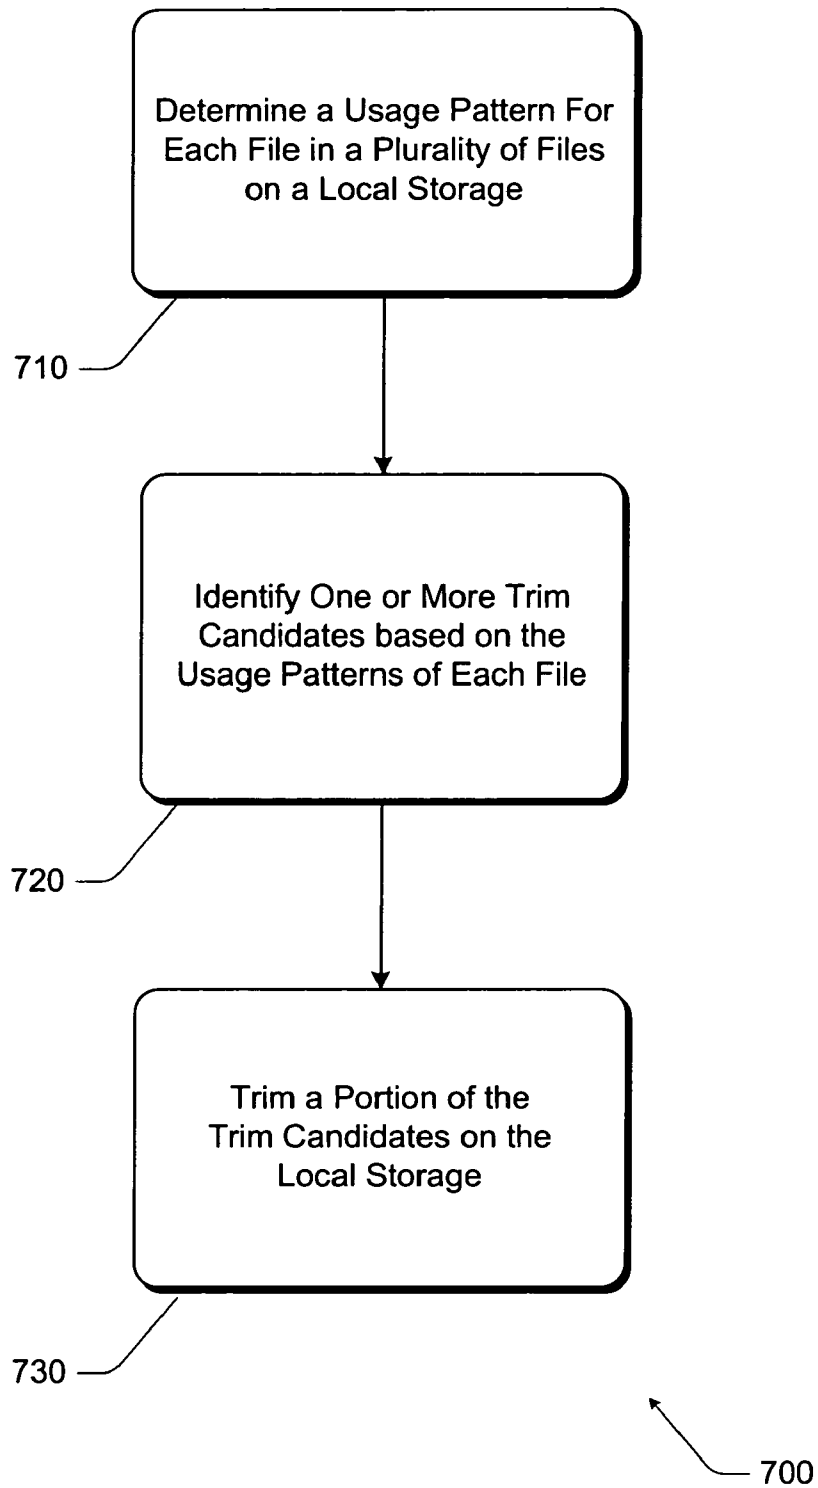 Determine a Usage Pattern For
Each File in a Plurality of Files
on a Local Storage
710
Identify One or More Trim
Candidates based on the
Usage Patterns of Each File
720
Trim a Portion of the
Trim Candidates on the
Local Storage
730
700